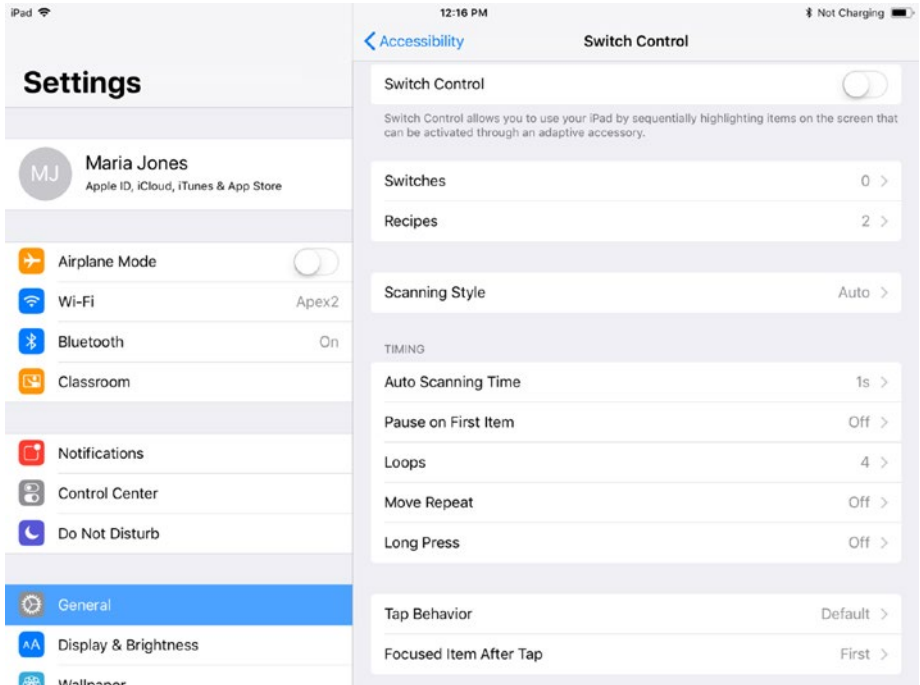 iPad
12:16 PM
Not Charging
Settings
MJ
Maria Jones
Apple ID, iCloud, iTunes & App Store
Airplane Mode
Wi-Fi Apex2
Bluetooth On
Classroom
Notifications
Control Center
Do Not Disturb
General
AA Display & Brightness
Wallpaper
Accessibility
Switch Control
Switch Control
Switch Control allows you to use your iPad by sequentially highlighting items on the screen that
can be activated through an adaptive accessory.
Switches 0
Recipes 2
Scanning Style Auto
TIMING
Auto Scanning Time 1s
Pause on First Item Off
Loops 4
Move Repeat Off
Long Press Off
Tap Behavior Default
Focused Item After Tap First